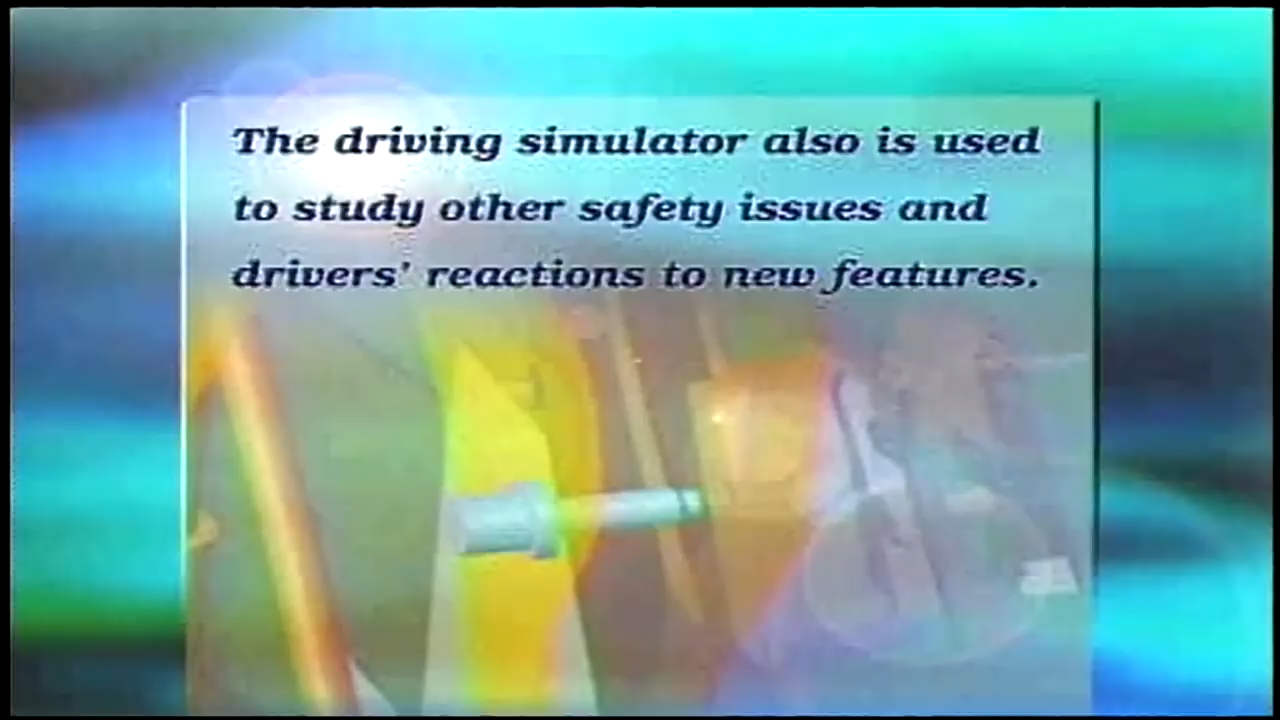 The driving simulator also is used
to study other safety issues and
drivers' reactions to new features.